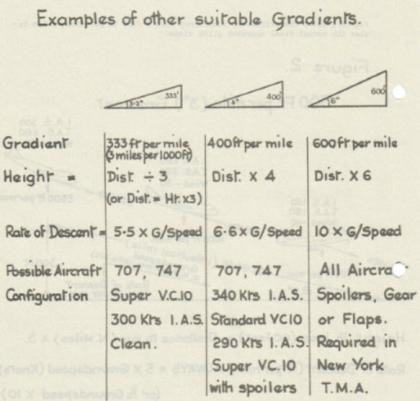 Examples of other suitable Gradients.
3·2° 333'
4° 400'
6° 600'
Gradient 333 ft per mile 400 ft per mile 600 ft per mile
(3 miles per 1000 ft)
Height = Dist. ÷ 3 Dist. X 4 Dist. X 6
(or Dist. = Ht. x3)
Rate of Descent = 5·5 X G/Speed 6·6 X G/Speed 10 X G/Speed
Possible Aircraft 707, 747 707, 747 All Aircra
Configuration Super V.C.10 340 Kts I.A.S. Spoilers, Gear
300 Kts I.A.S. Standard VC10 or Flaps.
Clean. 290 Kts I.A.S. Required in
Super VC.10 New York
with spoilers T.M.A.